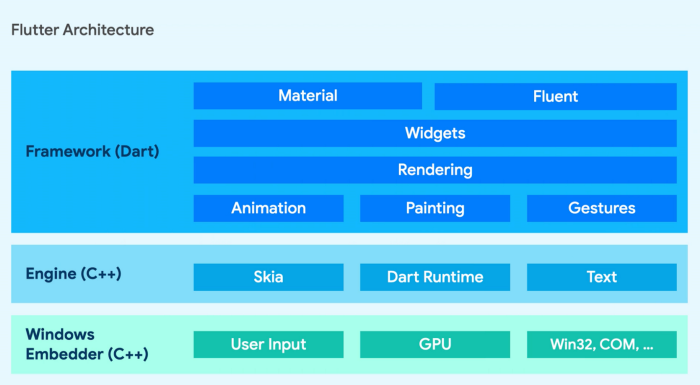 Flutter Architecture
Material
Fluent
Widgets
Framework (Dart)
Rendering
Animation
Painting
Gestures
Engine (C++)
Skia
Dart Runtime
Text
Windows
Embedder (C++)
User Input
GPU
Win32, COM, ...